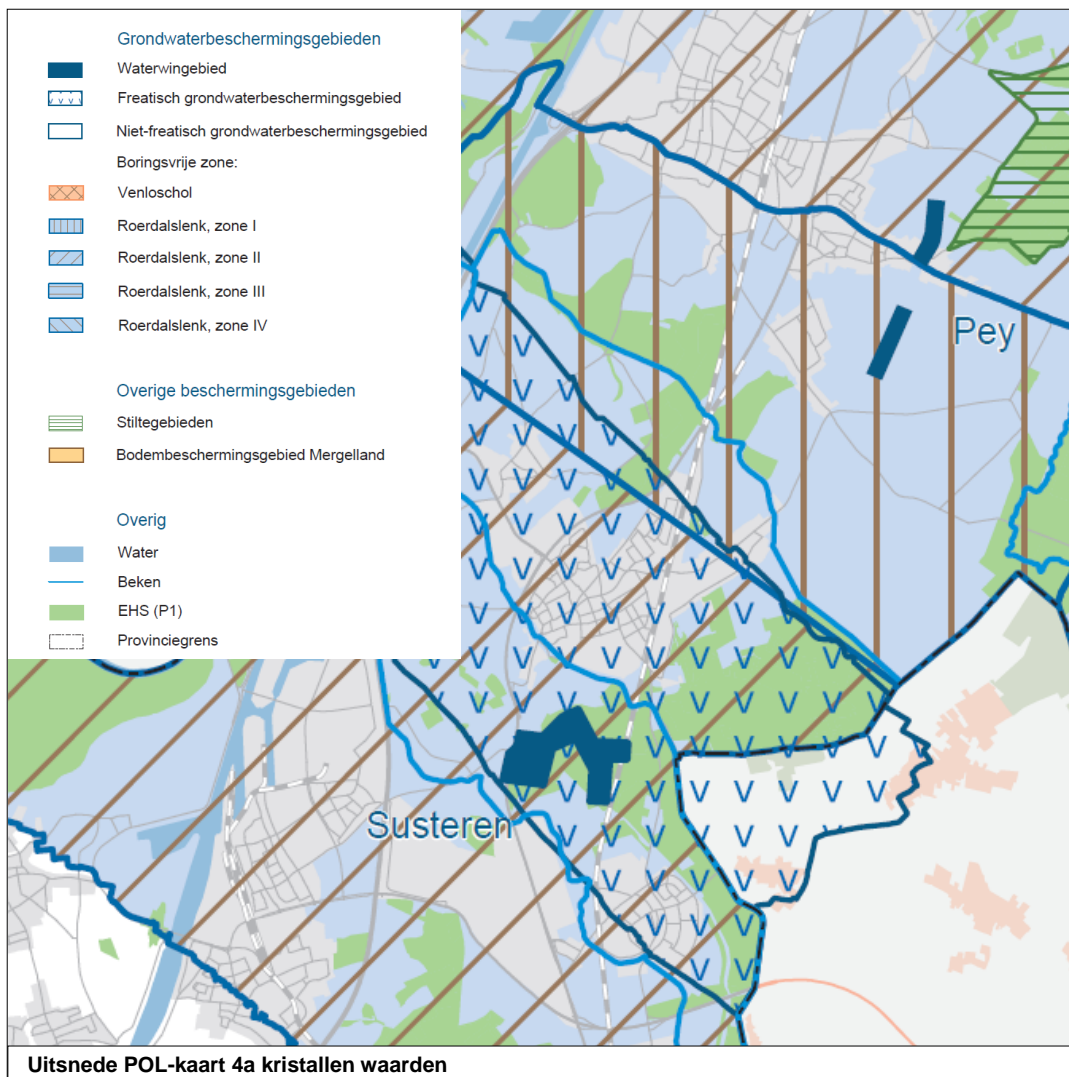 Grondwaterbeschermingsgebieden
Waterwingebied
Freatisch grondwaterbeschermingsgebied
Niet-freatisch grondwaterbeschermingsgebied
Boringsvrije zone:
Venloschol
Roerdalslenk, zone I
Roerdalslenk, zone II
Roerdalslenk, zone III
Roerdalslenk, zone IV
Overige beschermingsgebieden
Stiltegebieden
Bodembeschermingsgebied Mergelland
Overig
Water
Beken
EHS (P1)
Provinciegrens
Pey
Susteren
Uitsnede POL-kaart 4a kristallen waarden